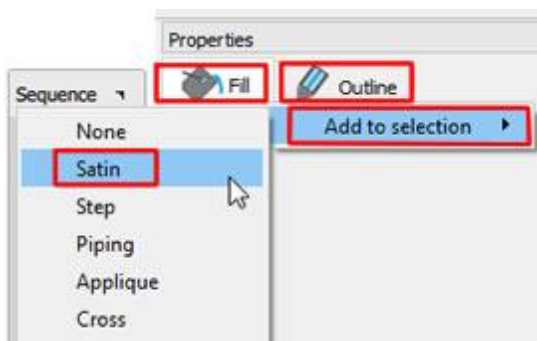 Properties
Sequence
Fill
Outline
Add to selection
None
Satin
Step
Piping
Applique
Cross